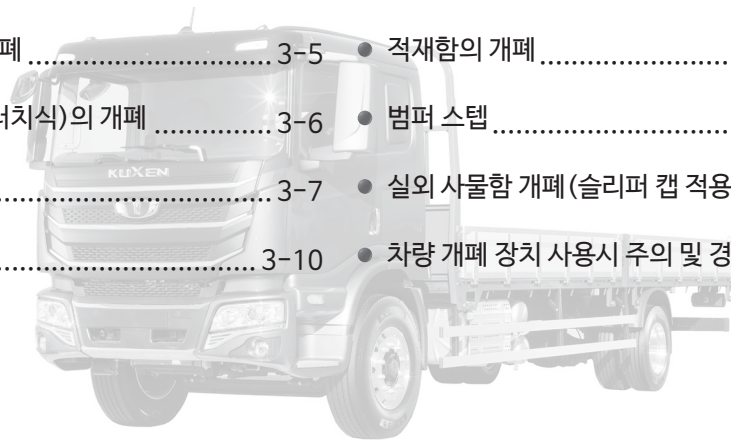 폐 ............................... 3-5
● 적재함의 개폐 ........................
러치식)의 개폐 ............... 3-6
● 범퍼 스텝 ..............................
.................................... 3-7
● 실외 사물함 개폐(슬리퍼 캡 적용
.................................. 3-10
● 차량 개폐 장치 사용시 주의 및 경
KUXEN